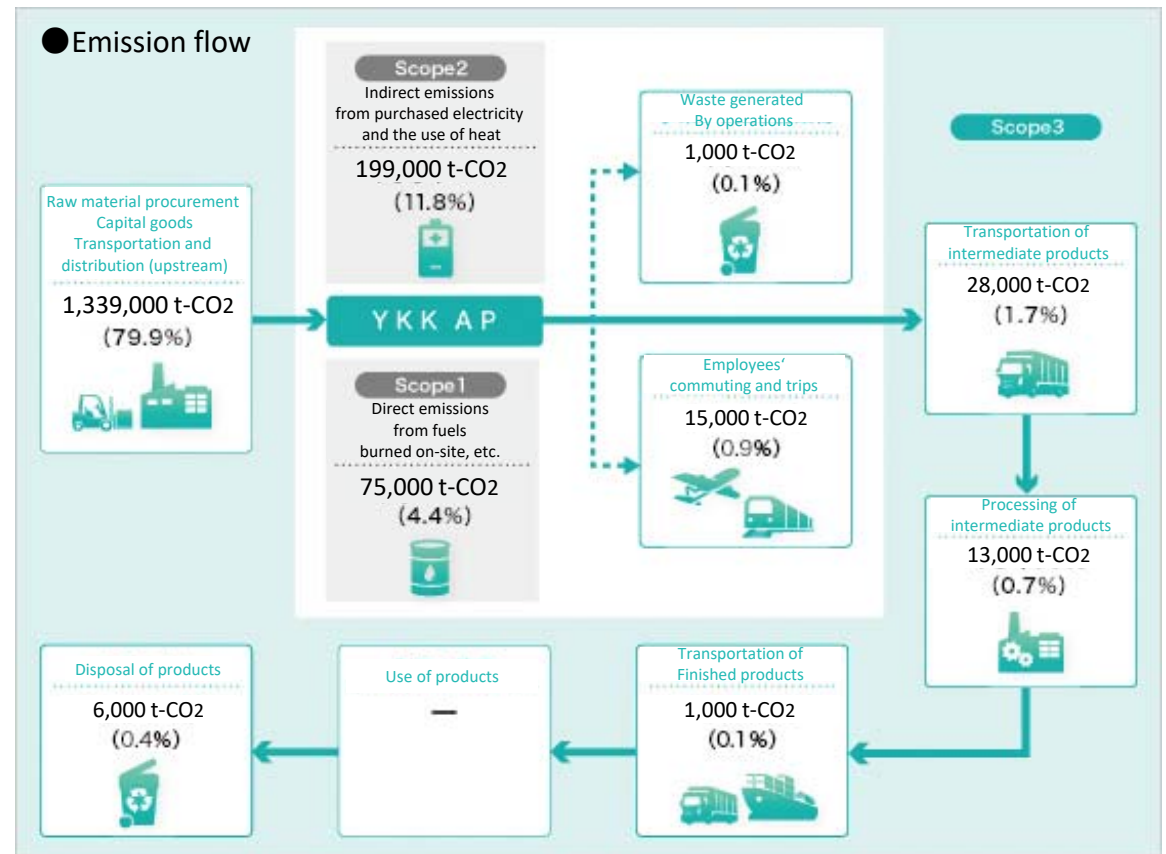 ●Emission flow
Scope2
Indirect emissions
from purchased electricity
and the use of heat
199,000 t-CO2
(11.8%)
Waste generated
By operations
1,000 t-CO2
(0.1%)
Scope3
Raw material procurement
Capital goods
Transportation and
distribution (upstream)
1,339,000 t-CO2
(79.9%)
YKK AP
Transportation of
intermediate products
28,000 t-CO2
(1.7%)
Scope1
Direct emissions
from fuels
burned on-site, etc.
75,000 t-CO2
(4.4%)
Employees‘
commuting and trips
15,000 t-CO2
(0.9%)
Processing of
intermediate products
13,000 t-CO2
(0.7%)
Transportation of
Finished products
1,000 t-CO2
(0.1%)
Use of products
—
Disposal of products
6,000 t-CO2
(0.4%)